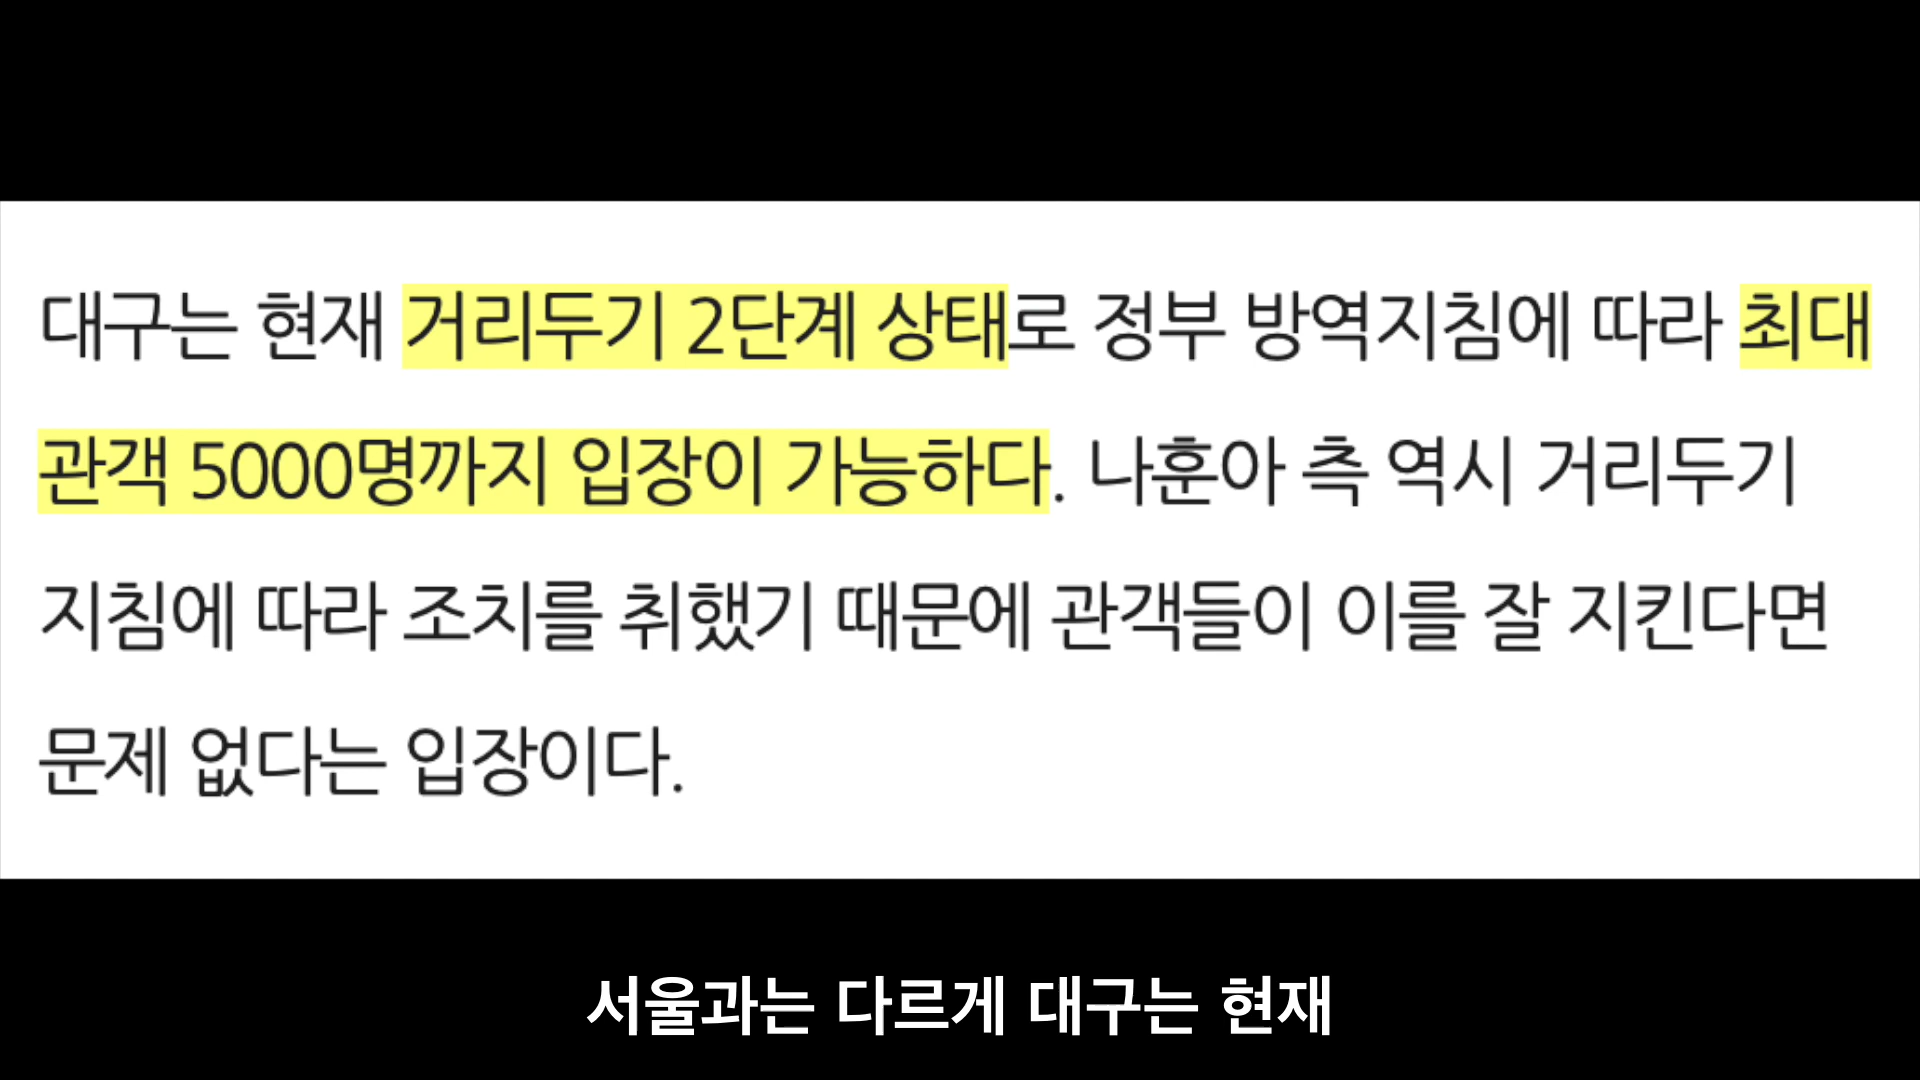 대구는 현재 거리두기 2단계 상태로 정부 방역지침에 따라 최대
관객 5000명까지 입장이 가능하다. 나훈아 측 역시 거리두기
지침에 따라 조치를 취했기 때문에 관객들이 이를 잘 지킨다면
문제 없다는 입장이다.
서울과는 다르게 대구는 현재